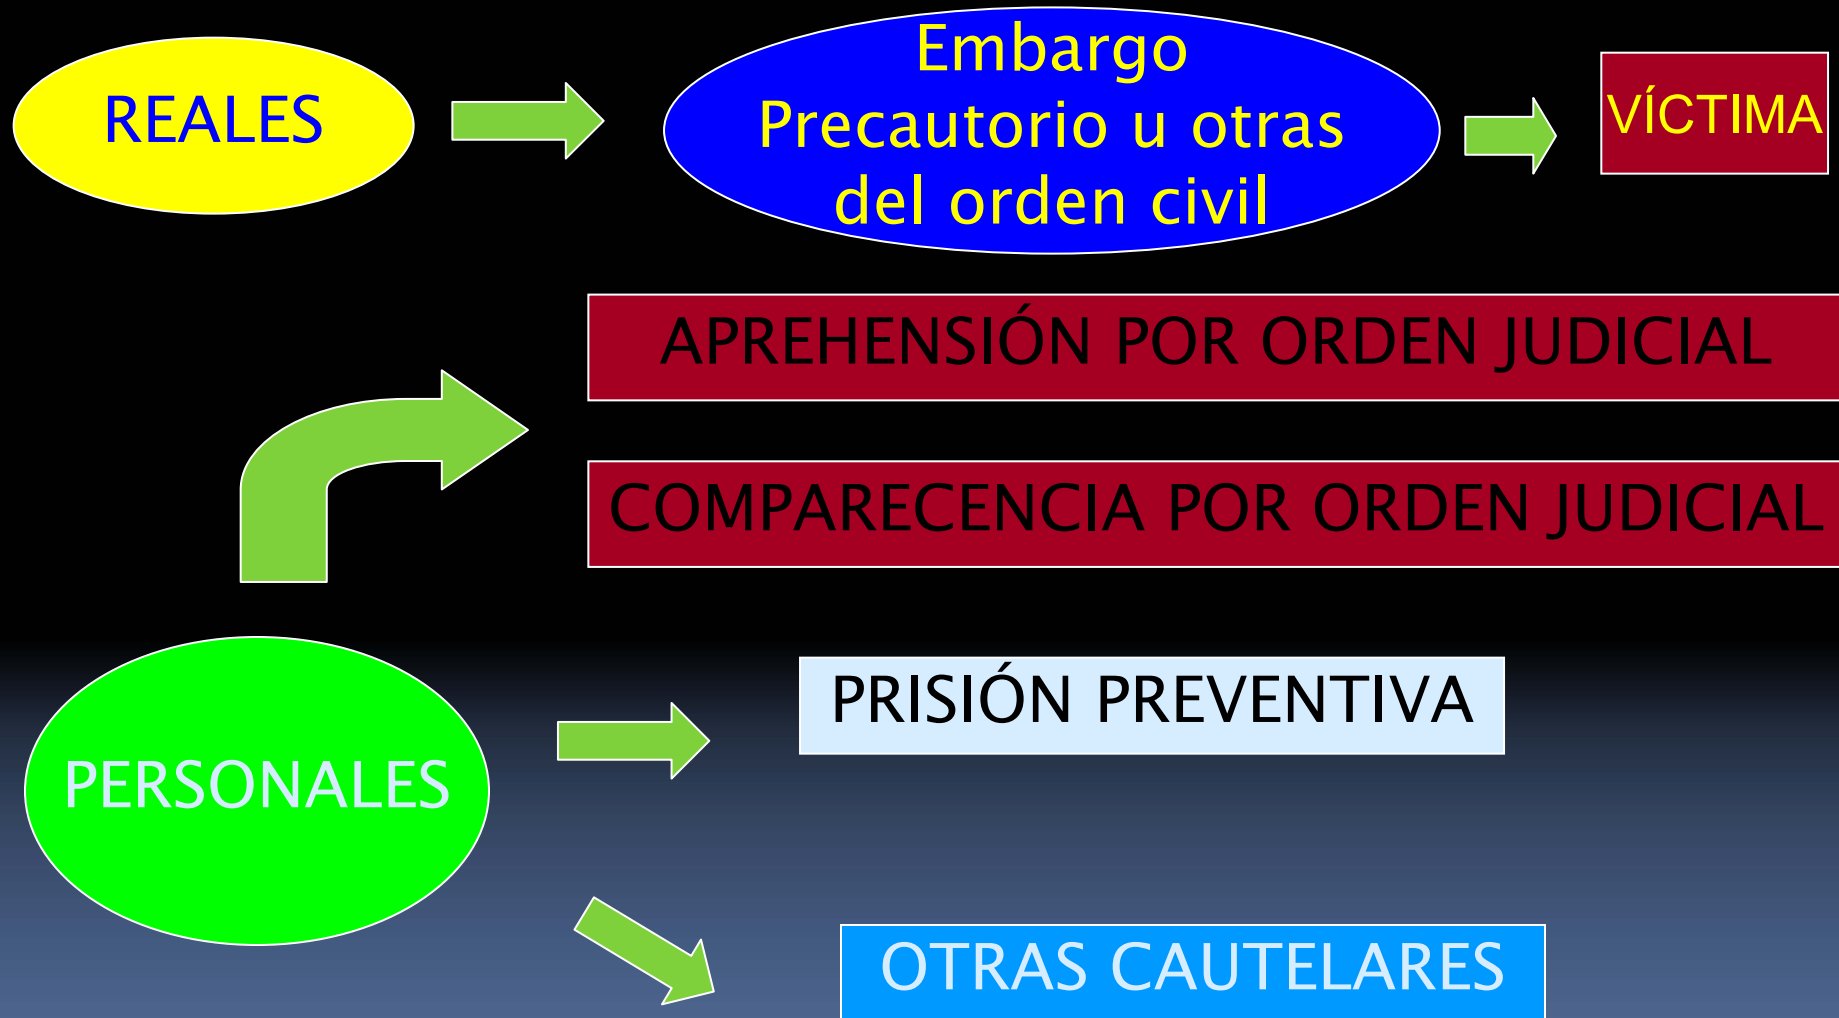 REALES
Embargo
Precautorio u otras
del orden civil
VÍCTIMA
APREHENSIÓN POR ORDEN JUDICIAL
COMPARECENCIA POR ORDEN JUDICIAL
PERSONALES
PRISIÓN PREVENTIVA
OTRAS CAUTELARES